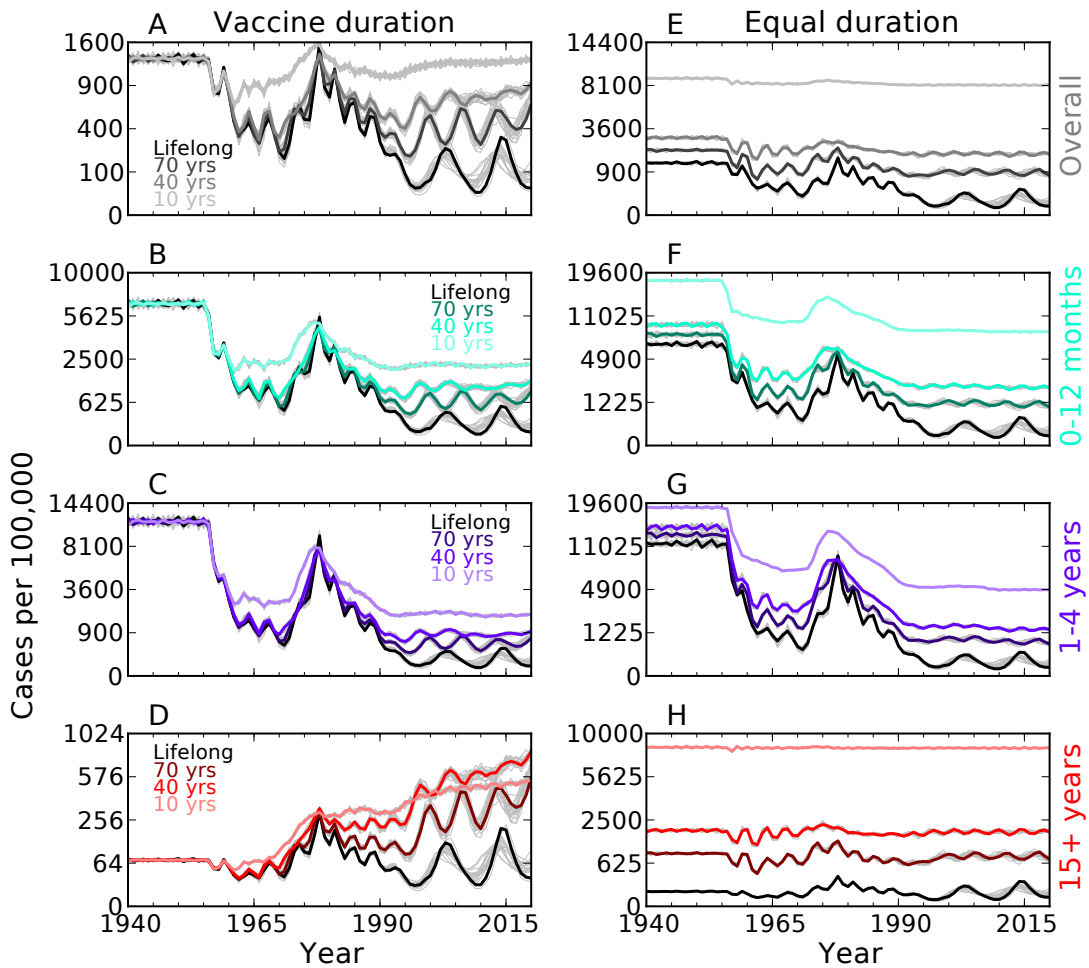 A Vaccine duration
E Equal duration
1600
900
400
100
0
Lifelong
70 yrs
40 yrs
10 yrs
14400
8100
3600
900
0
Overall
B
10000
5625
2500
625
0
Lifelong
70 yrs
40 yrs
10 yrs
F
19600
11025
4900
1225
0
0-12 months
C
14400
8100
3600
900
0
Lifelong
70 yrs
40 yrs
10 yrs
G
19600
11025
4900
1225
0
1-4 years
Cases per 100,000
D
1024
576
256
64
0
Lifelong
70 yrs
40 yrs
10 yrs
1940 1965 1990 2015
Year
H
10000
5625
2500
625
0
15+ years
1940 1965 1990 2015
Year